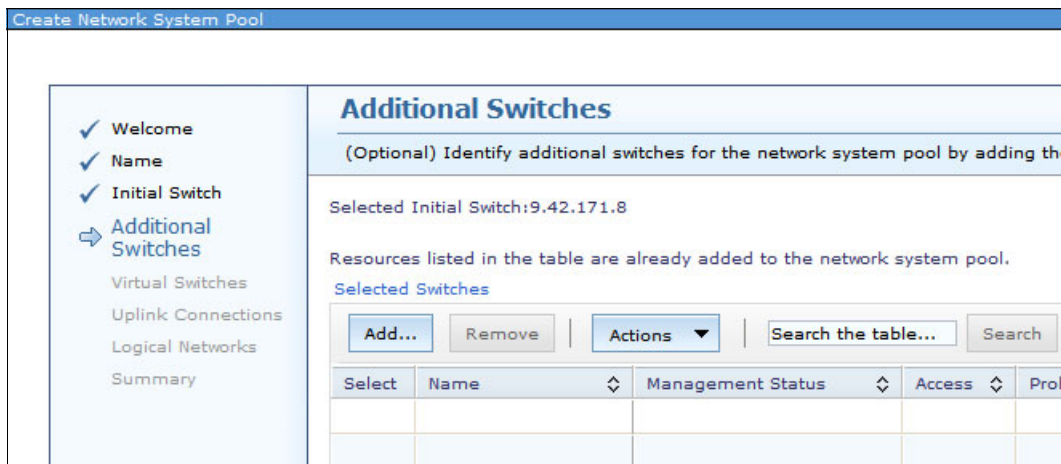 Create Network System Pool
Welcome
Name
Initial Switch
Additional
Switches
Virtual Switches
Uplink Connections
Logical Networks
Summary
Additional Switches
(Optional) Identify additional switches for the network system pool by adding
Selected Initial Switch:9.42.171.8
Resources listed in the table are already added to the network system pool.
Selected Switches
Add... Remove Actions Search the table... Search
Select Name Management Status Access